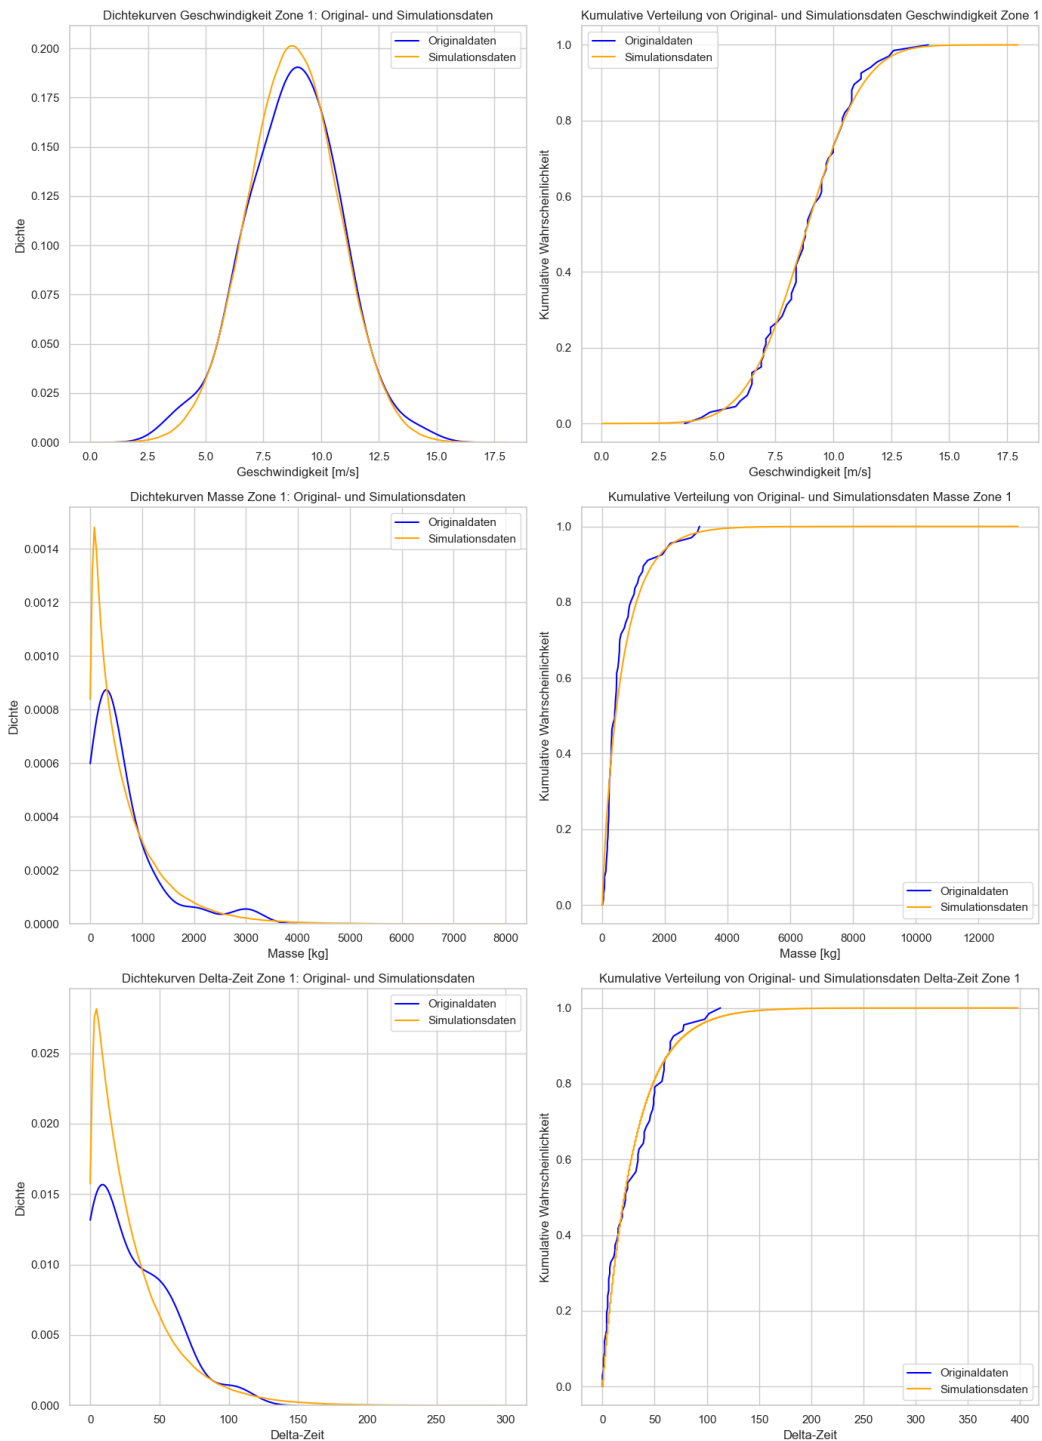 Dichtekurven Geschwindigkeit Zone 1: Original- und Simulationsdaten
Originaldaten
Simulationsdaten
0.200
0.175
0.150
0.125
0.100
0.075
0.050
0.025
0.000
Dichte
0.0 2.5 5.0 7.5 10.0 12.5 15.0 17.5
Geschwindigkeit [m/s]
Kumulative Verteilung von Original- und Simulationsdaten Geschwindigkeit Zone 1
Originaldaten
Simulationsdaten
1.0
0.8
0.6
0.4
0.2
0.0
Kumulative Wahrscheinlichkeit
0.0 2.5 5.0 7.5 10.0 12.5 15.0 17.5
Geschwindigkeit [m/s]
Dichtekurven Masse Zone 1: Original- und Simulationsdaten
Originaldaten
Simulationsdaten
0.0014
0.0012
0.0010
0.0008
0.0006
0.0004
0.0002
0.0000
Dichte
0 1000 2000 3000 4000 5000 6000 7000 8000
Masse [kg]
Kumulative Verteilung von Original- und Simulationsdaten Masse Zone 1
1.0
0.8
0.6
0.4
0.2
0.0
Kumulative Wahrscheinlichkeit
Originaldaten
Simulationsdaten
0 2000 4000 6000 8000 10000 12000
Masse [kg]
Dichtekurven Delta-Zeit Zone 1: Original- und Simulationsdaten
Originaldaten
Simulationsdaten
0.025
0.020
0.015
0.010
0.005
0.000
Dichte
0 50 100 150 200 250 300
Delta-Zeit
Kumulative Verteilung von Original- und Simulationsdaten Delta-Zeit Zone 1
1.0
0.8
0.6
0.4
0.2
0.0
Kumulative Wahrscheinlichkeit
Originaldaten
Simulationsdaten
0 50 100 150 200 250 300 350 400
Delta-Zeit